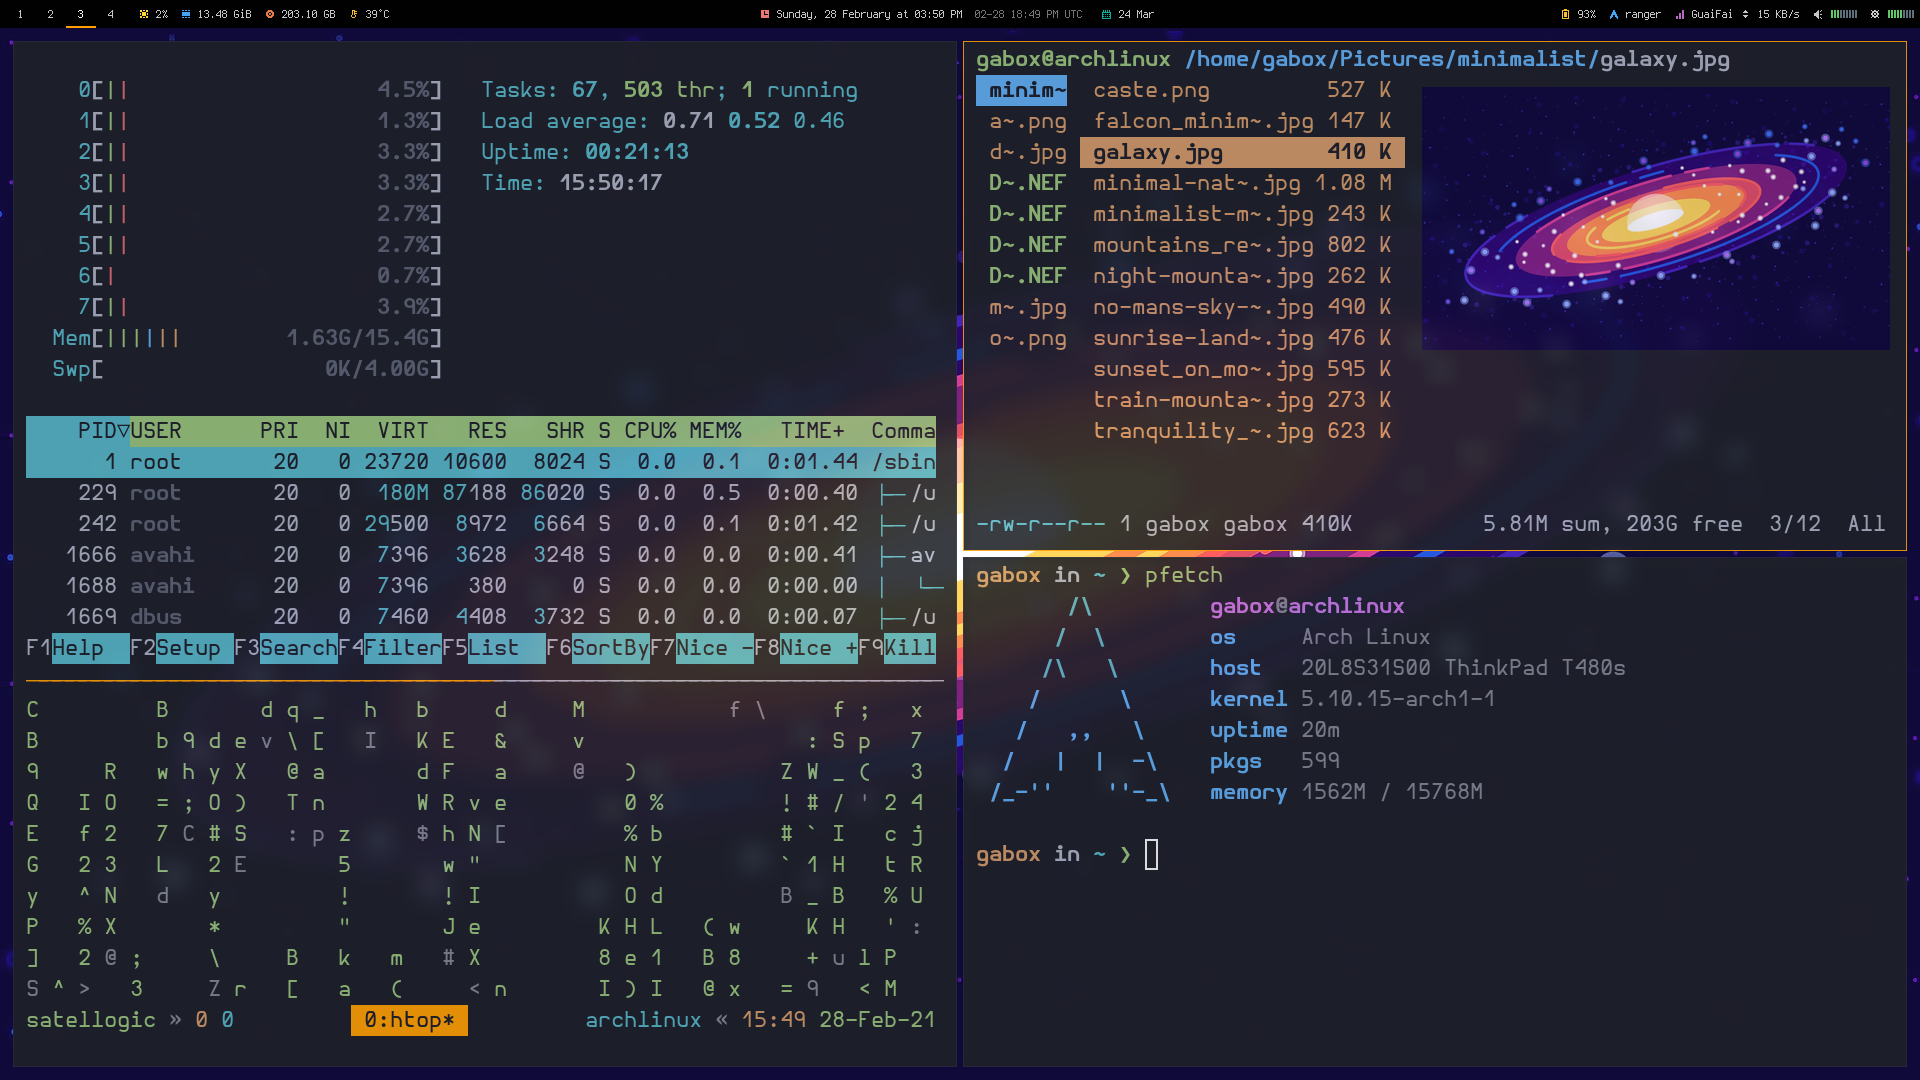 1 2 3 4 2% 13.48 GiB 203.10 GB 39°C Sunday, 28 February at 03:50 PM 02-28 18:49 PM UTC 24 Mar 93% ranger GuaiFai 15 KB/s
0[|| 4.5%] Tasks: 67, 503 thr; 1 running
1[|| 1.3%] Load average: 0.71 0.52 0.46
2[|| 3.3%] Uptime: 00:21:13
3[|| 3.3%] Time: 15:50:17
4[|| 2.7%]
5[|| 2.7%]
6[| 0.7%]
7[|| 3.9%]
Mem[|||||| 1.63G/15.4G]
Swp[ 0K/4.00G]
PID▽USER PRI NI VIRT RES SHR S CPU% MEM% TIME+ Comma
1 root 20 0 23720 10600 8024 S 0.0 0.1 0:01.44 /sbin
229 root 20 0 180M 87188 86020 S 0.0 0.5 0:00.40 ├─ /u
242 root 20 0 29500 8972 6664 S 0.0 0.1 0:01.42 ├─ /u
1666 avahi 20 0 7396 3628 3248 S 0.0 0.0 0:00.41 ├─ av
1688 avahi 20 0 7396 380 0 S 0.0 0.0 0:00.00 │ └─
1669 dbus 20 0 7460 4408 3732 S 0.0 0.0 0:00.07 ├─ /u
F1Help F2Setup F3SearchF4FilterF5List F6SortByF7Nice -F8Nice +F9Kill
C B d q _ h b d M f \ f ; x
B b 9 d e v \ [ I K E & v : S p 7
9 R w h y X @ a d F a @ ) Z W _ ( 3
Q I O = ; O ) T n W R v e 0 % ! # / ' 2 4
E f 2 7 C # S : p z $ h N [ % b # ` I c j
G 2 3 L 2 E 5 w " N Y ` 1 H t R
y ^ N d y ! ! I O d B _ B % U
P % X * " J e K H L ( w K H ' :
] 2 @ ; \ B k m # X 8 e 1 B 8 + u l P
S ^ > 3 Z r [ a ( < n I ) I @ x = 9 < M
satellogic » 0 0 0:htop* archlinux « 15:49 28-Feb-21
gabox@archlinux /home/gabox/Pictures/minimalist/galaxy.jpg
minim~ caste.png 527 K
a~.png falcon_minim~.jpg 147 K
d~.jpg galaxy.jpg 410 K
D~.NEF minimal-nat~.jpg 1.08 M
D~.NEF minimalist-m~.jpg 243 K
D~.NEF mountains_re~.jpg 802 K
D~.NEF night-mounta~.jpg 262 K
m~.jpg no-mans-sky-~.jpg 490 K
o~.png sunrise-land~.jpg 476 K
sunset_on_mo~.jpg 595 K
train-mounta~.jpg 273 K
tranquility_~.jpg 623 K
-rw-r--r-- 1 gabox gabox 410K 5.81M sum, 203G free 3/12 All
gabox in ~ ❯ pfetch
/\ gabox@archlinux
/ \ os Arch Linux
/\ \ host 20L8S31S00 ThinkPad T480s
/ \ kernel 5.10.15-arch1-1
/ ,, \ uptime 20m
/ | | -\ pkgs 599
/_-'' ''-_\ memory 1562M / 15768M
gabox in ~ ❯